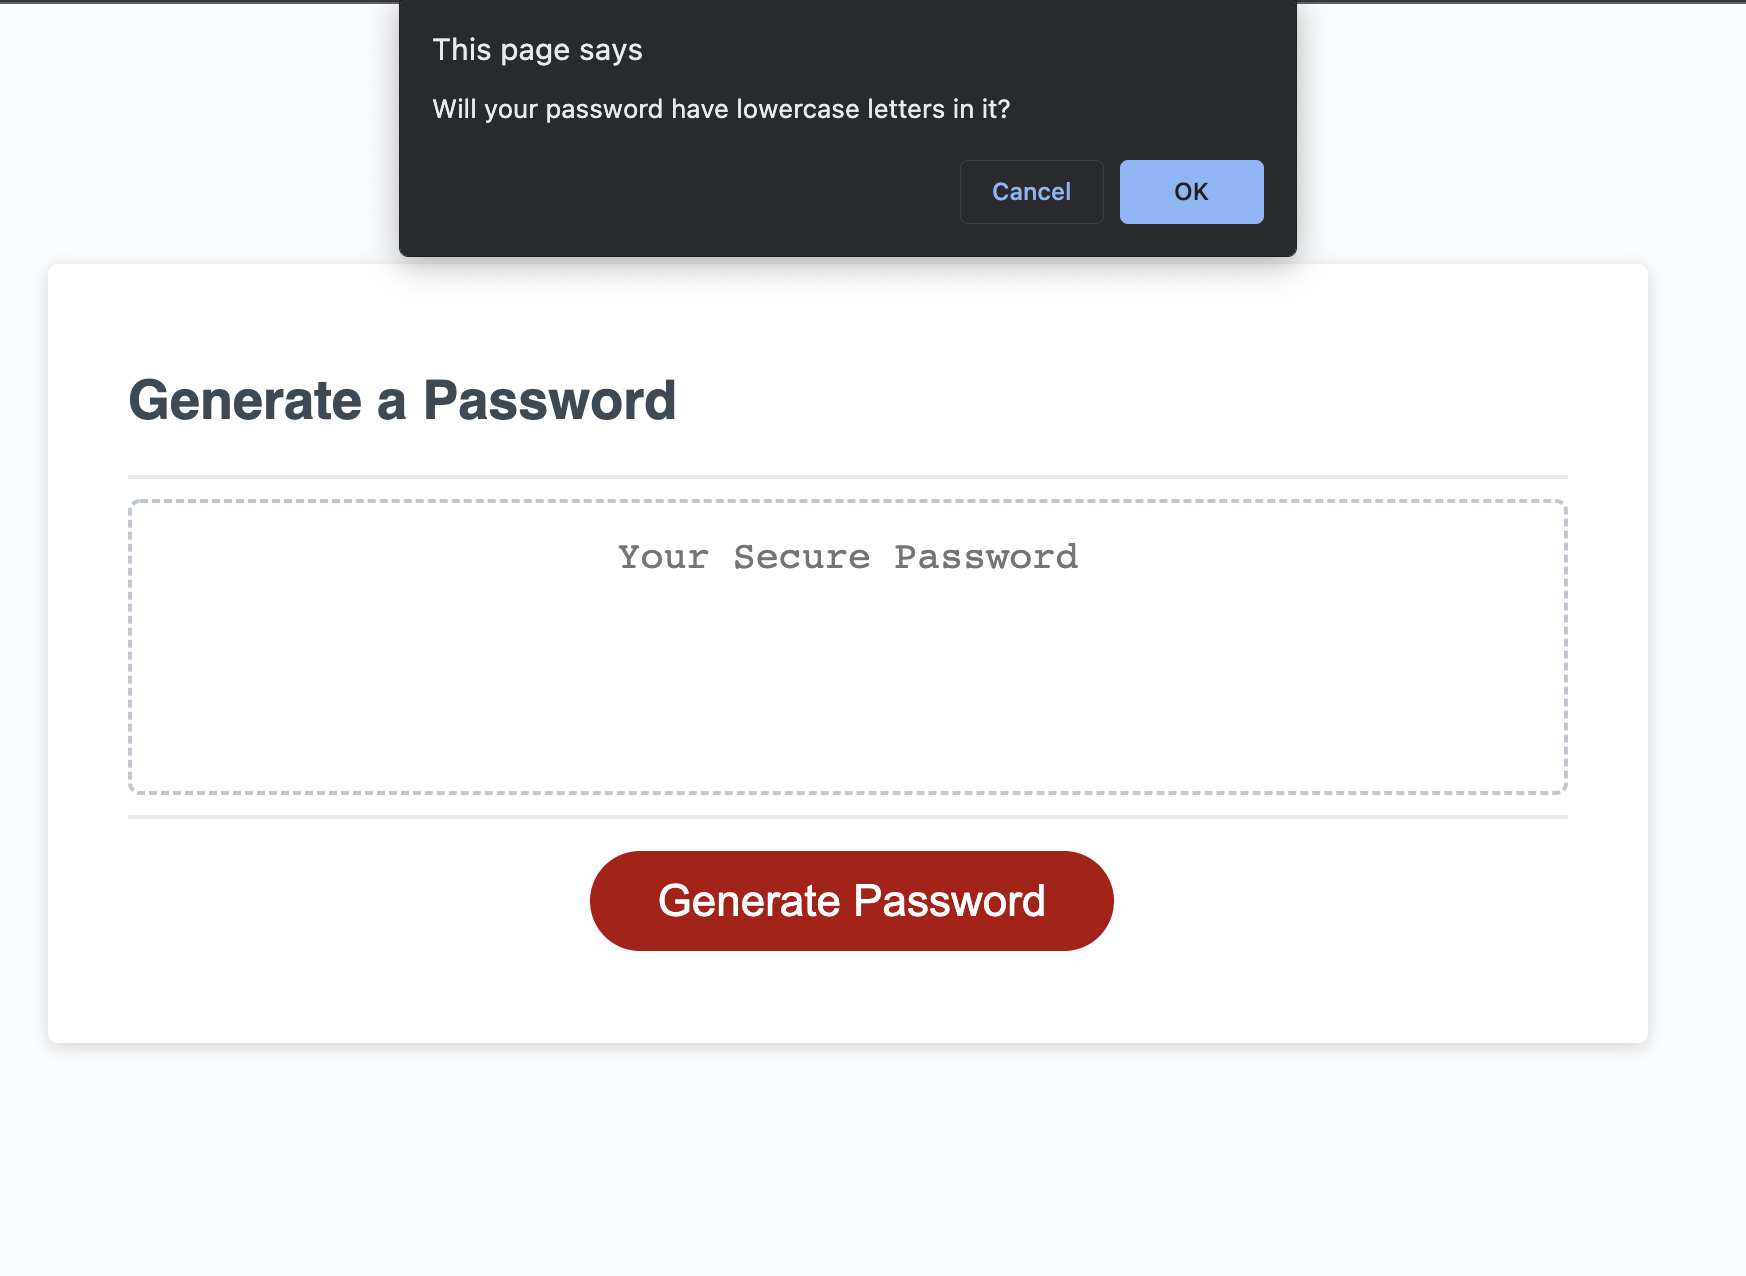 This page says
Will your password have lowercase letters in it?
Cancel
OK
Generate a Password
Your Secure Password
Generate Password